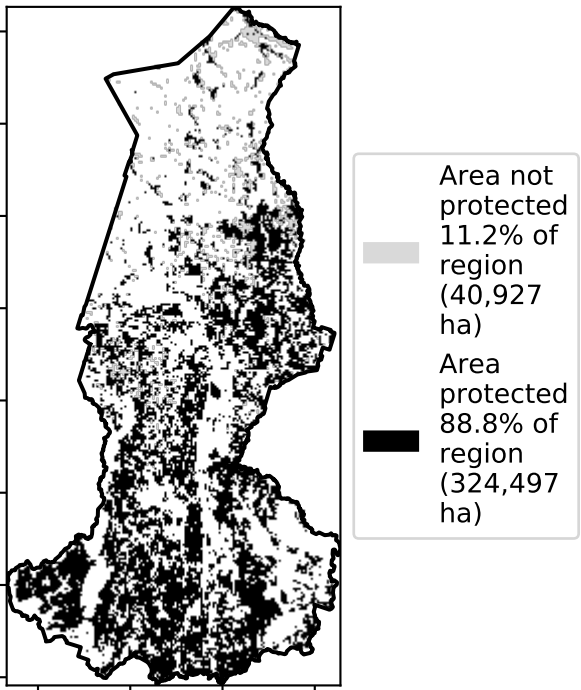 Area not
protected
11.2% of
region
(40,927
ha)
Area
protected
88.8% of
region
(324,497
ha)